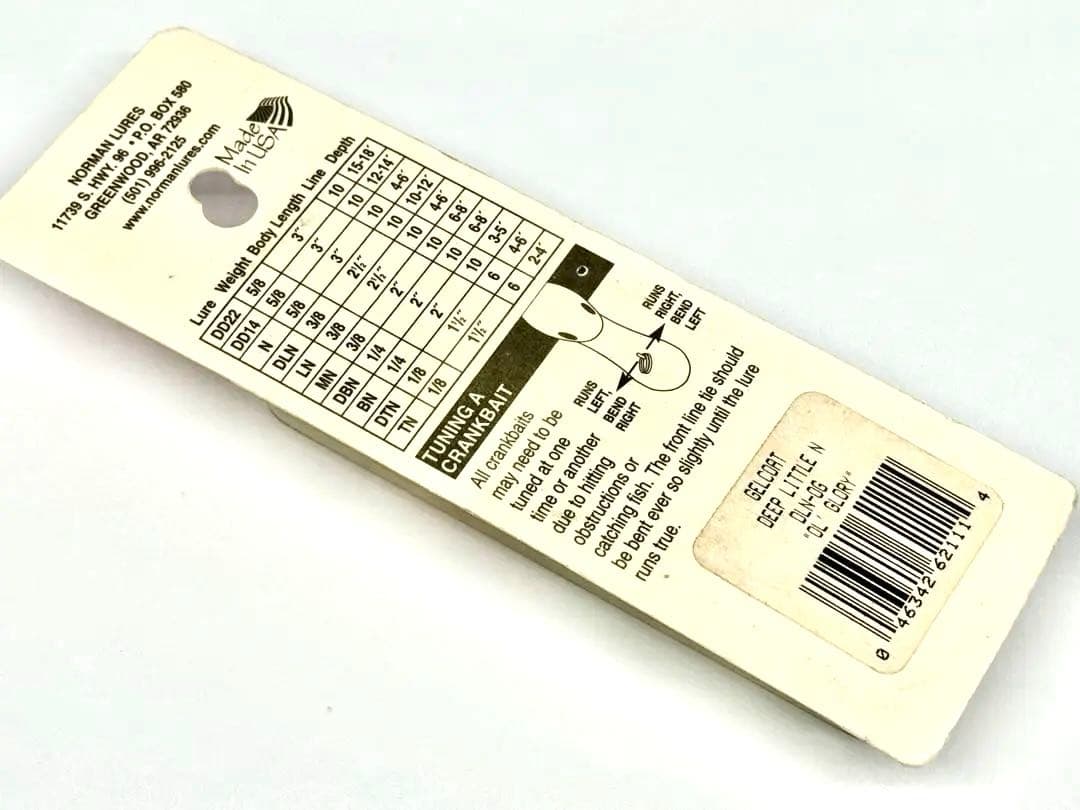 NORMAN LURES
11739 S. HWY. 96 • P.O. BOX 580
GREENWOOD, AR 72936
(501) 996-2125
www.normanlures.com
Made
In USA
Lure Weight Body Length Line Depth
DD22 5/8 3″ 10 15-18′
DD14 5/8 3″ 10 12-14′
N 5/8 3″ 10 4-6′
DLN 3/8 2½″ 10 10-12′
LN 3/8 2½″ 10 4-6′
MN 3/8 2″ 10 6-8′
DBN 1/4 2″ 10 6-8′
BN 1/4 2″ 10 3-5′
DTN 1/8 1½″ 6 4-6′
TN 1/8 1½″ 6 2-4′
TUNING A
CRANKBAIT
All crankbaits
may need to be
tuned at one
time or another
due to hitting
obstructions or
catching fish. The front line tie should
be bent ever so slightly until the lure
runs true.
RUNS
LEFT,
BEND
RIGHT
RUNS
RIGHT,
BEND
LEFT
GELCOAT
DEEP LITTLE N
DLN-OG
"OL' GLORY"
0 46342 62111 4